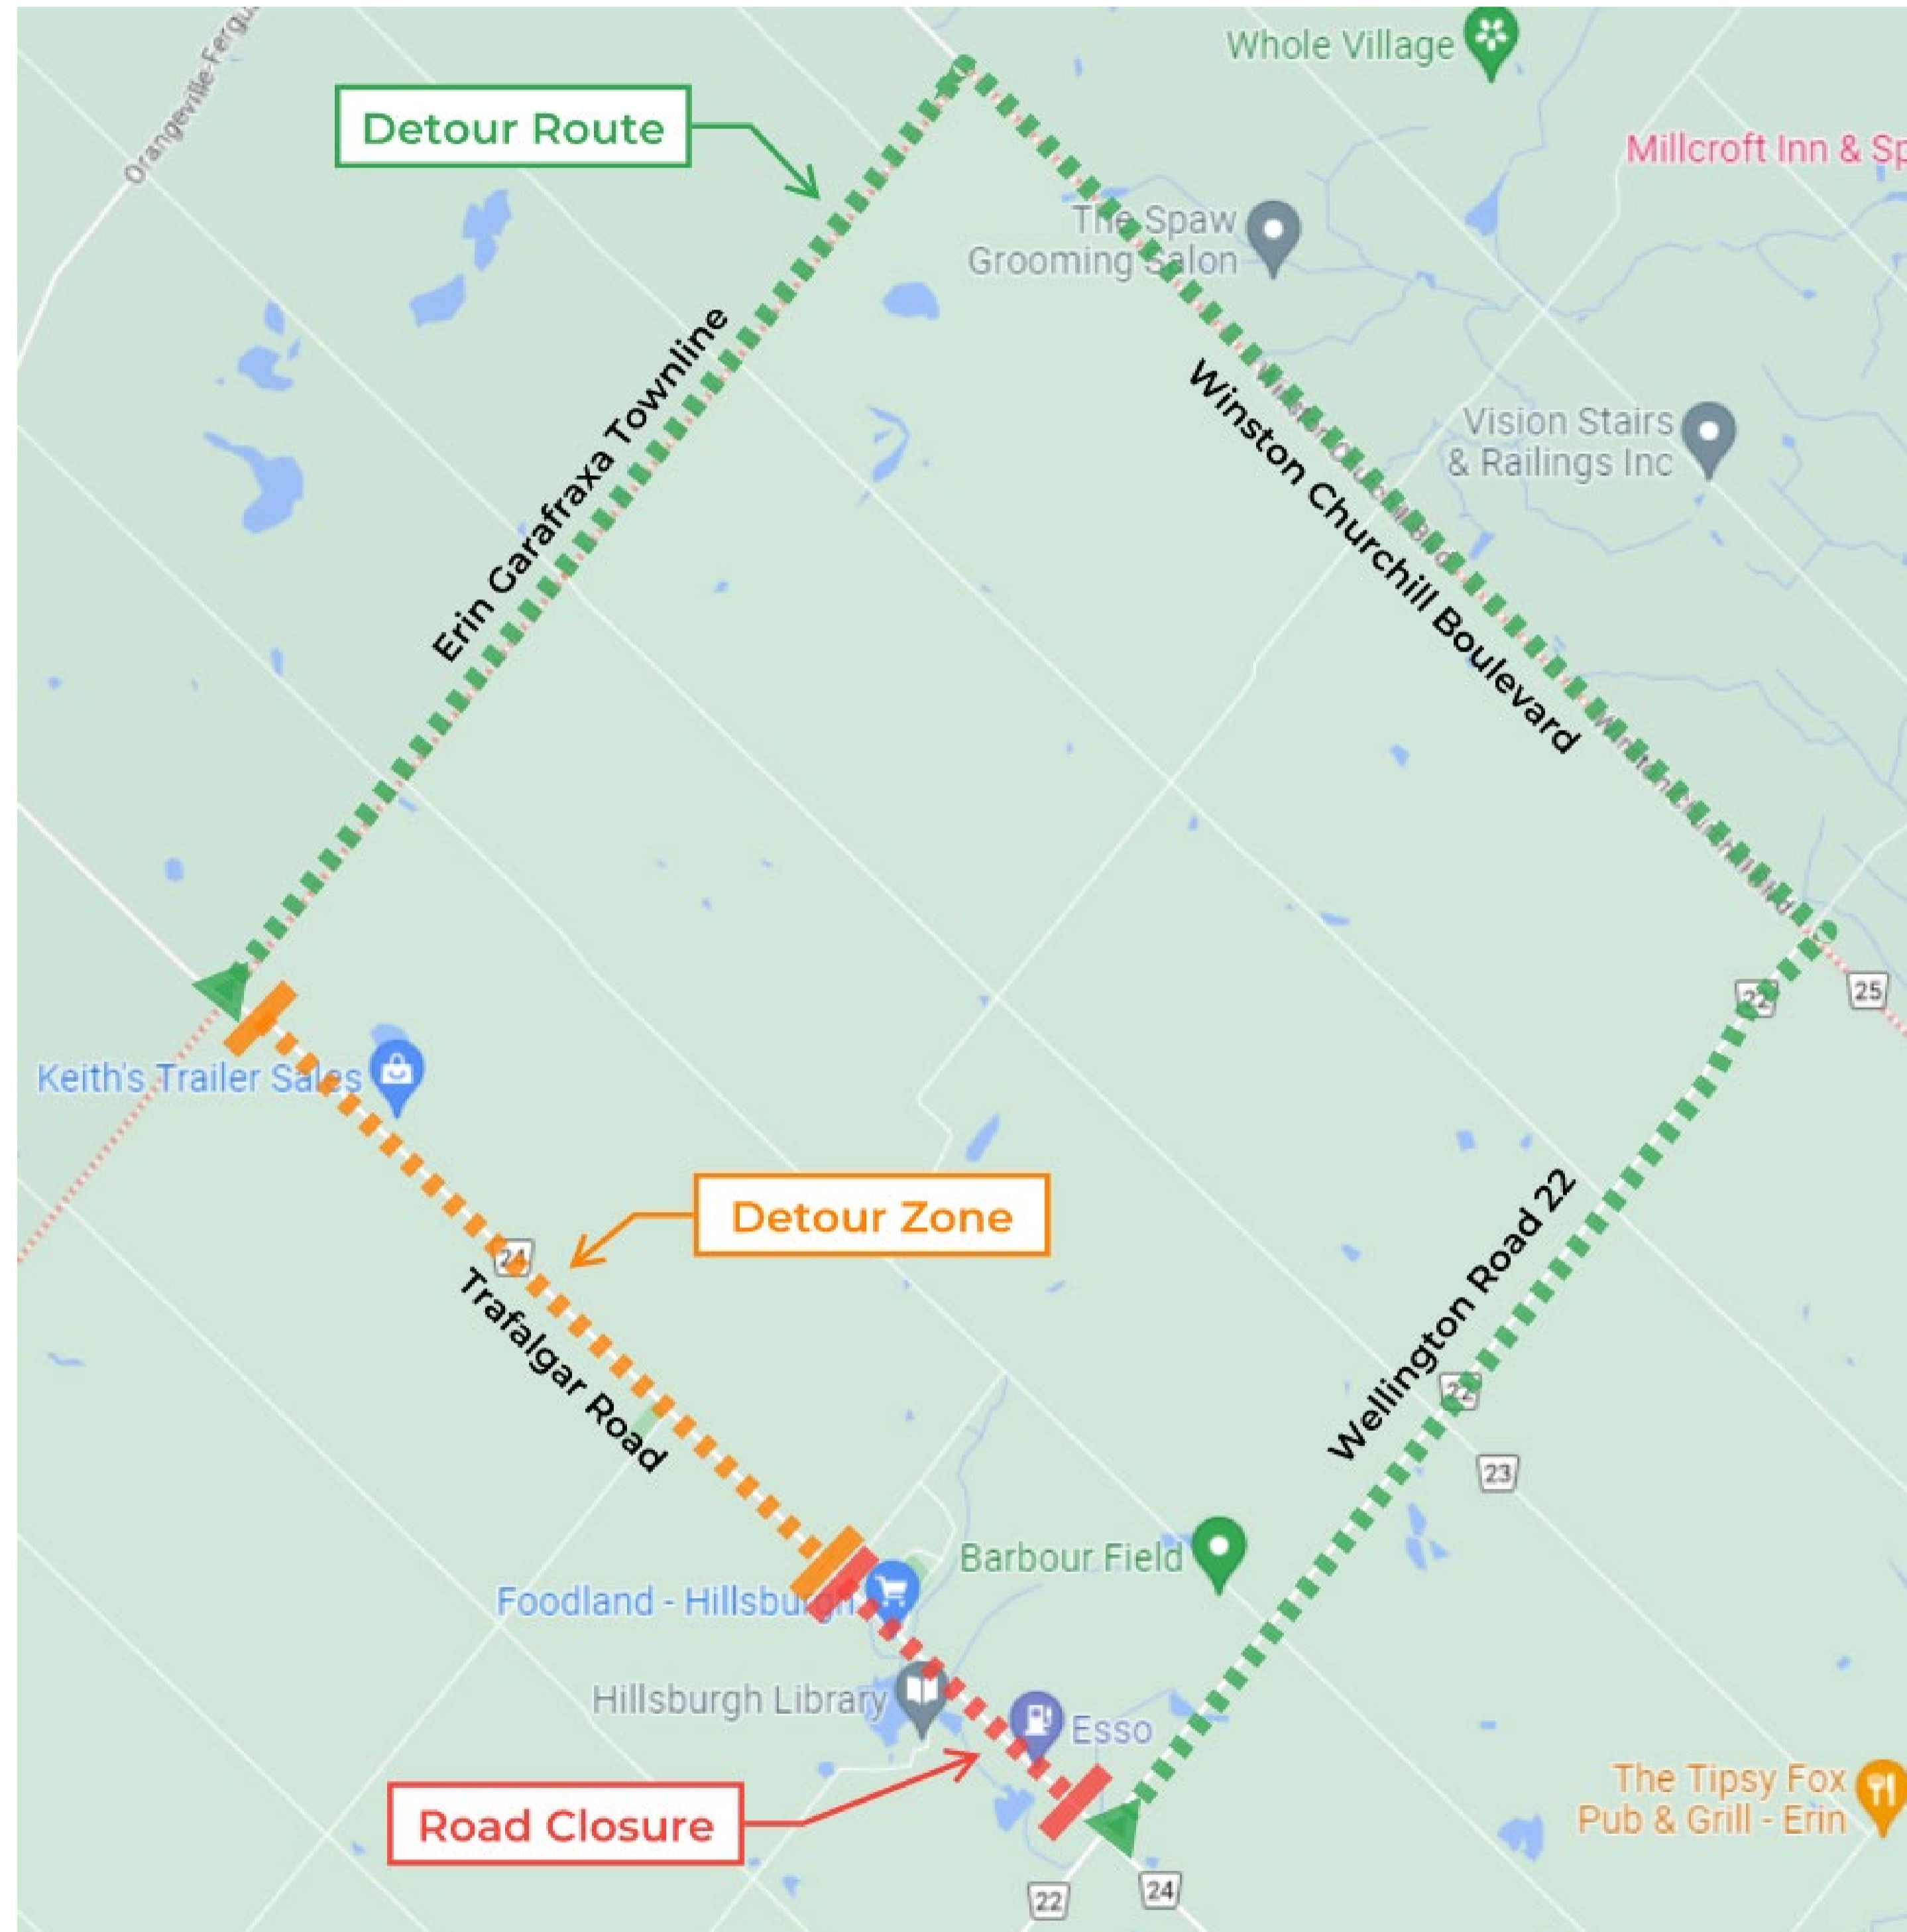 Orangeville-Fergu
Whole Village
Detour Route
Millcroft Inn & Sp
The Spaw
Grooming Salon
Erin Garafraxa Townline
Winston Churchill Boulevard
Vision Stairs
& Railings Inc
22
25
Keith's Trailer Sales
Detour Zone
24
Trafalgar Road
Wellington Road 22
22
23
Barbour Field
Foodland - Hillsburgh
Hillsburgh Library
Esso
Road Closure
The Tipsy Fox
Pub & Grill - Erin
22
24